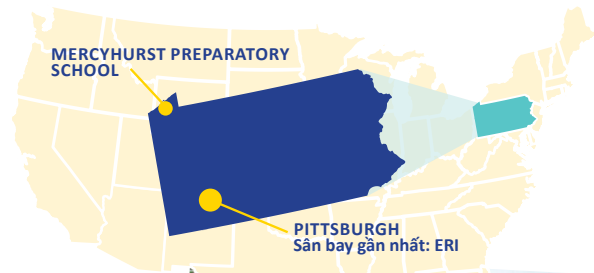 MERCYHURST PREPARATORY
SCHOOL
PITTSBURGH
Sân bay gần nhất: ERI